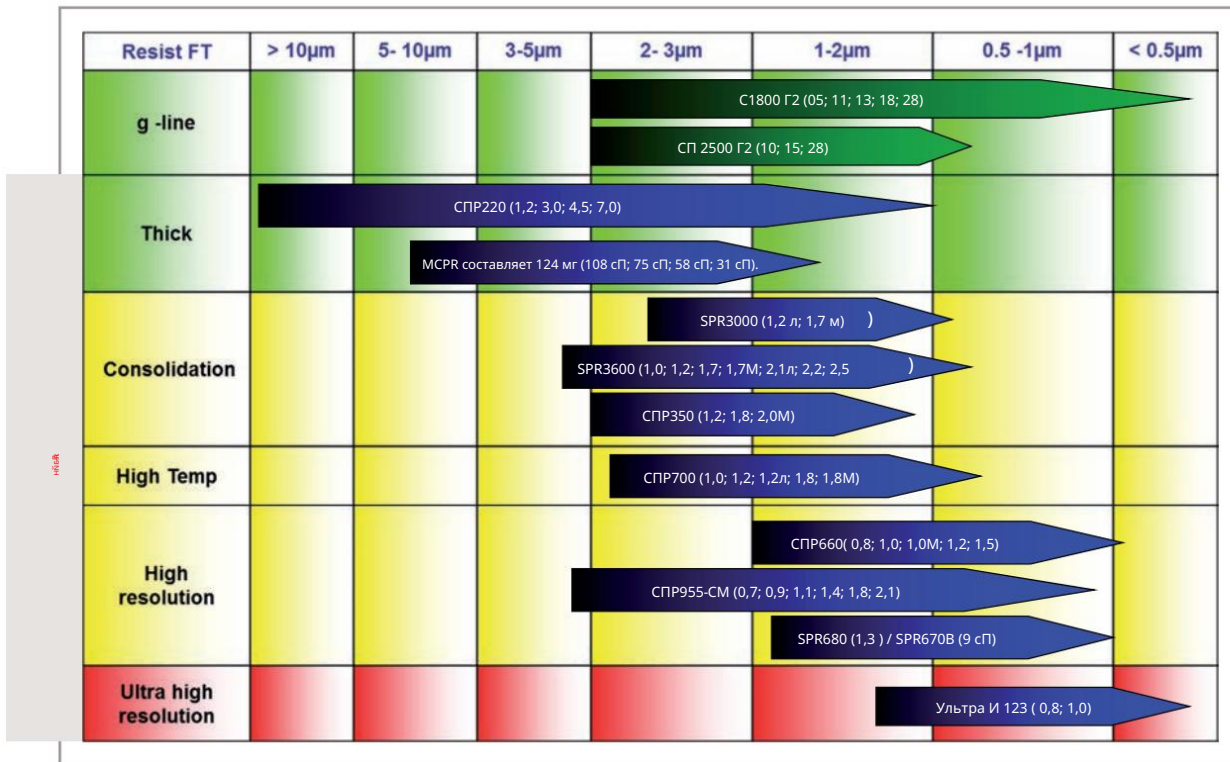 Resist FT > 10µm 5- 10µm 3-5µm 2- 3µm 1-2µm 0.5 -1µm < 0.5µm
g -line
С1800 Г2 (05; 11; 13; 18; 28)
СП 2500 Г2 (10; 15; 28)
Thick
СПР220 (1,2; 3,0; 4,5; 7,0)
MCPR составляет 124 мг (108 сП; 75 сП; 58 сП; 31 сП).
Consolidation
SPR3000 (1,2 л; 1,7 м) )
SPR3600 (1,0; 1,2; 1,7; 1,7М; 2,1л; 2,2; 2,5 )
СПР350 (1,2; 1,8; 2,0М)
High Temp
СПР700 (1,0; 1,2; 1,2л; 1,8; 1,8М)
High
resolution
СПР660( 0,8; 1,0; 1,0М; 1,2; 1,5)
СПР955-СМ (0,7; 0,9; 1,1; 1,4; 1,8; 2,1)
SPR680 (1,3 ) / SPR670B (9 сП)
Ultra high
resolution
Ультра И 123 ( 0,8; 1,0)